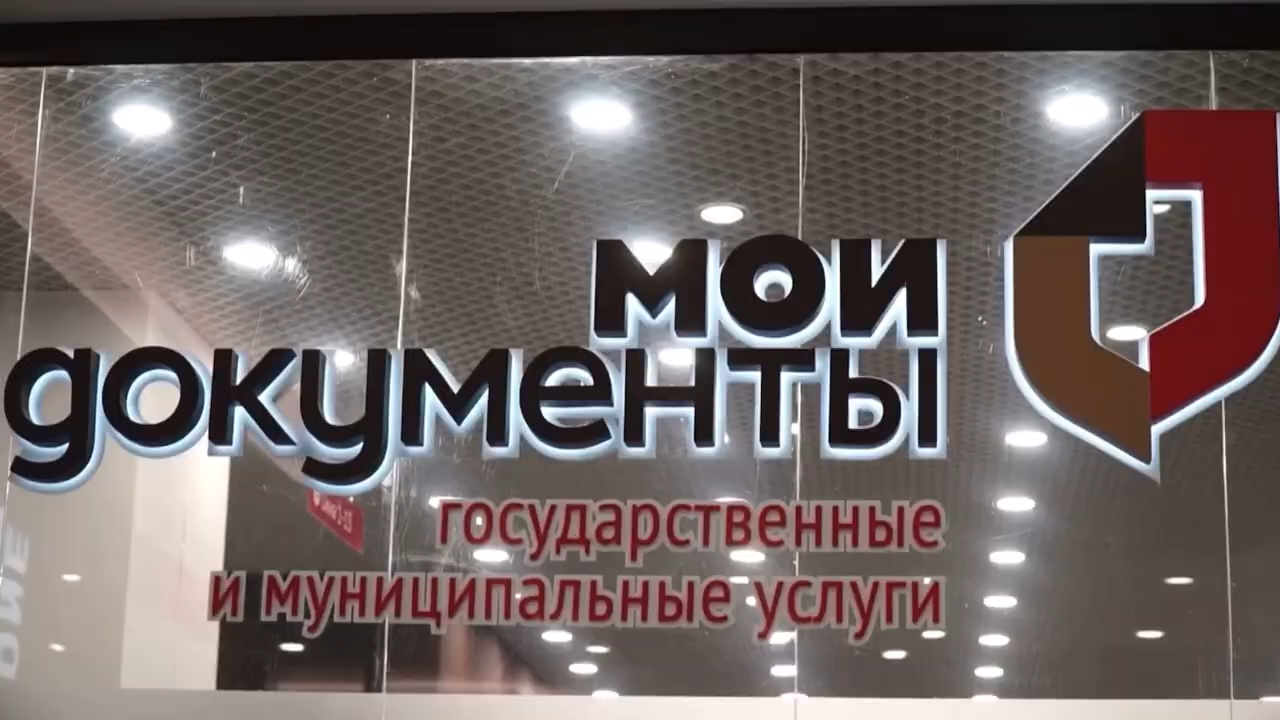 мои
документы
государственные
и муниципальные услуги